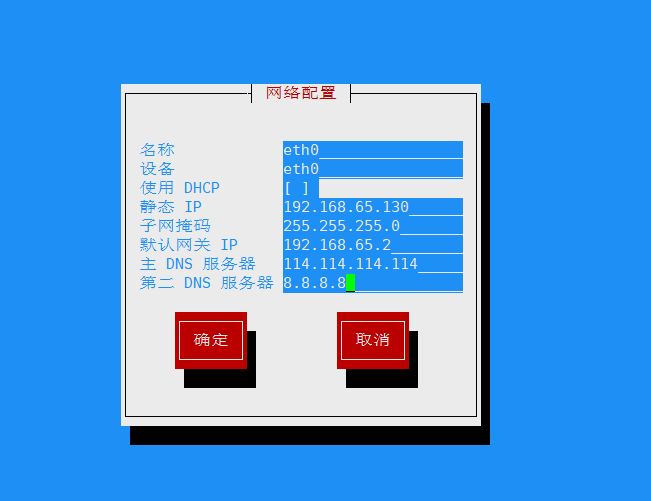 网络配置
名称 eth0
设备 eth0
使用 DHCP [ ]
静态 IP 192.168.65.130
子网掩码 255.255.255.0
默认网关 IP 192.168.65.2
主 DNS 服务器 114.114.114.114
第二 DNS 服务器 8.8.8.8
确定 取消